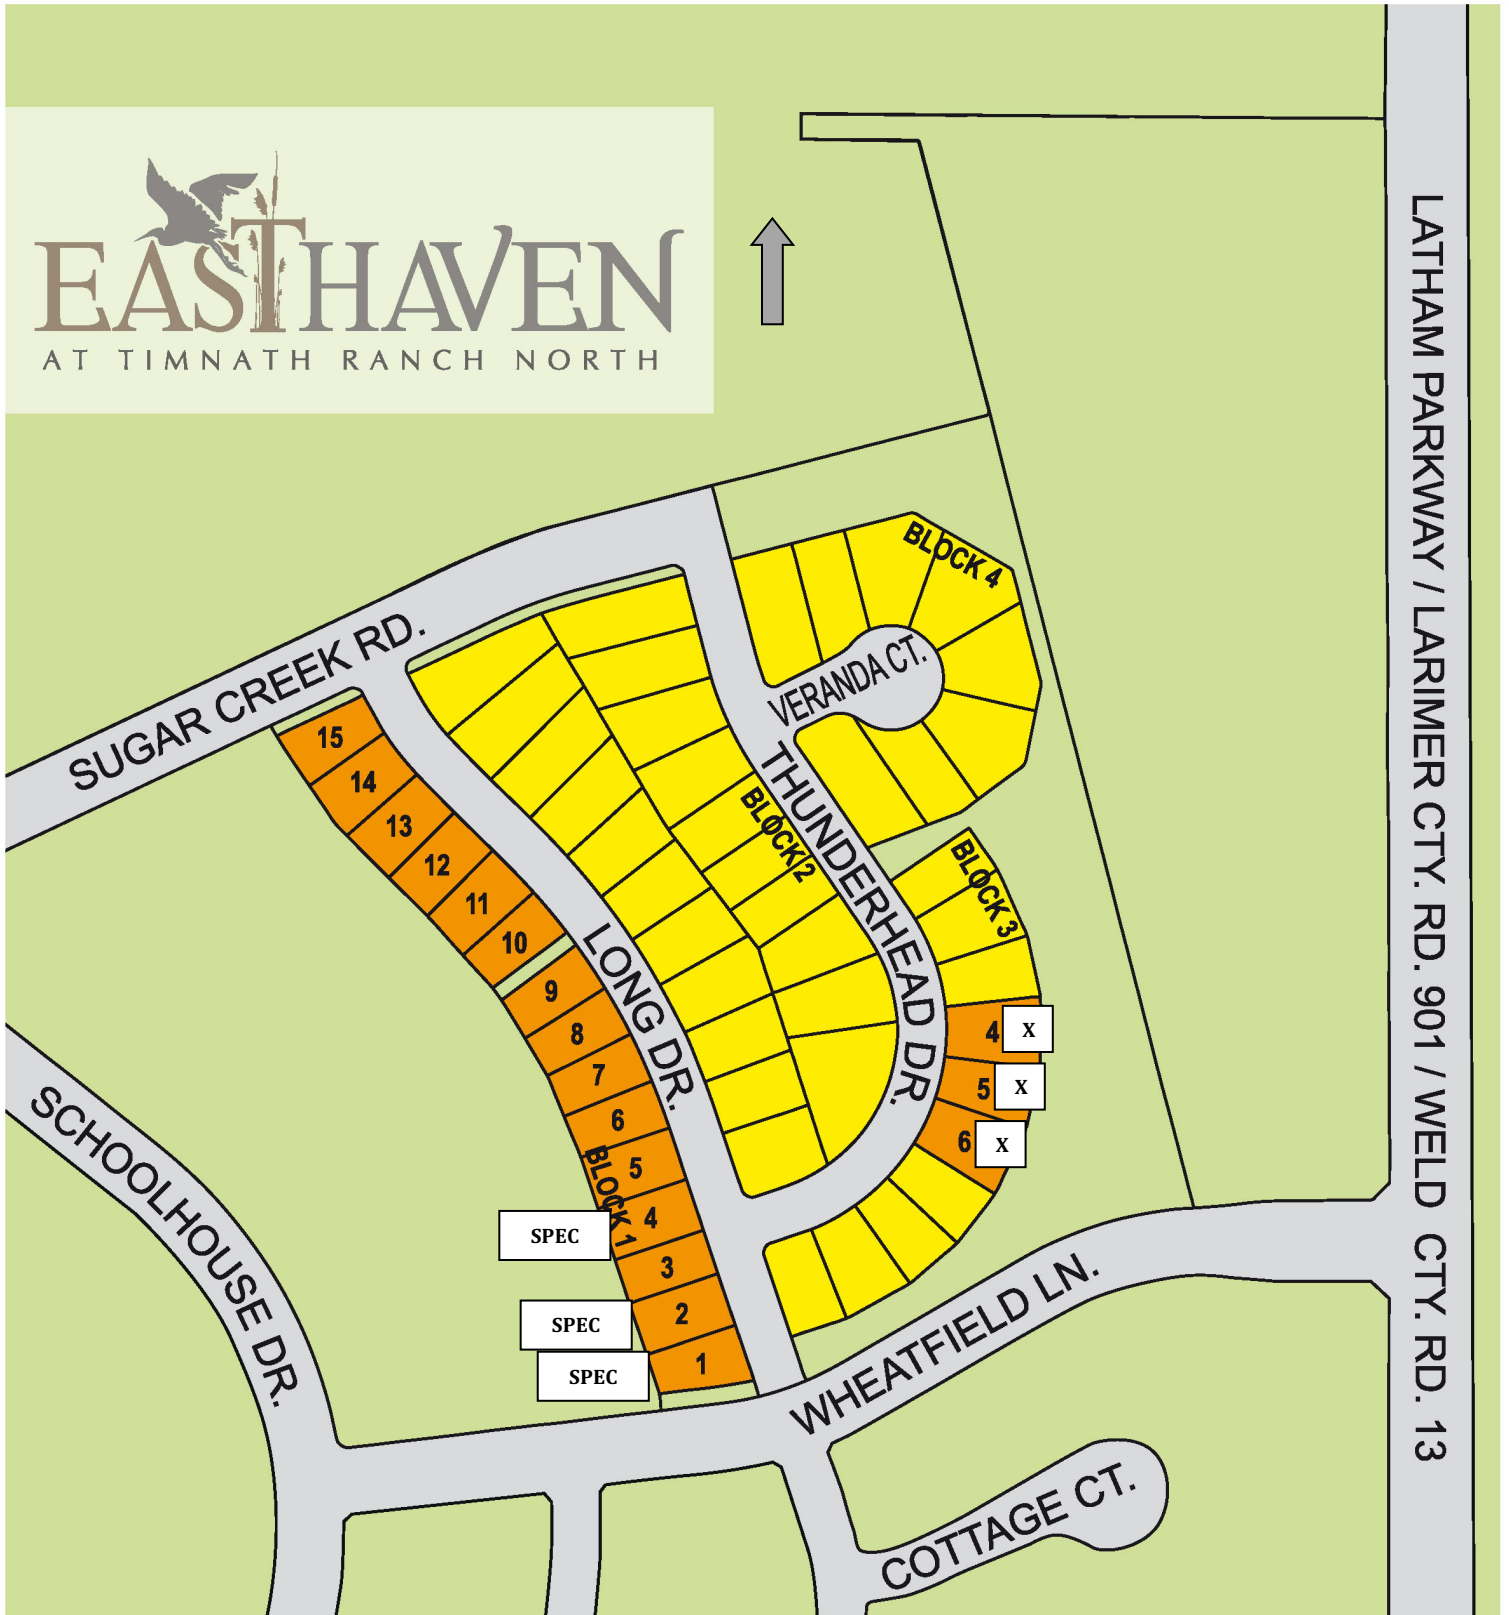 EASTHAVEN
AT TIMNATH RANCH NORTH
LATHAM PARKWAY / LARIMER CTY. RD. 901 / WELD CTY. RD. 13
BLOCK 4
SUGAR CREEK RD.
VERANDA CT.
15
14
13
12
11
10
9
8
7
6
5
4
3
2
1
BLOCK 1
LONG DR.
BLOCK 2
THUNDERHEAD DR.
BLOCK 3
4 X
5 X
6 X
SPEC
SPEC
SPEC
SCHOOLHOUSE DR.
WHEATFIELD LN.
COTTAGE CT.